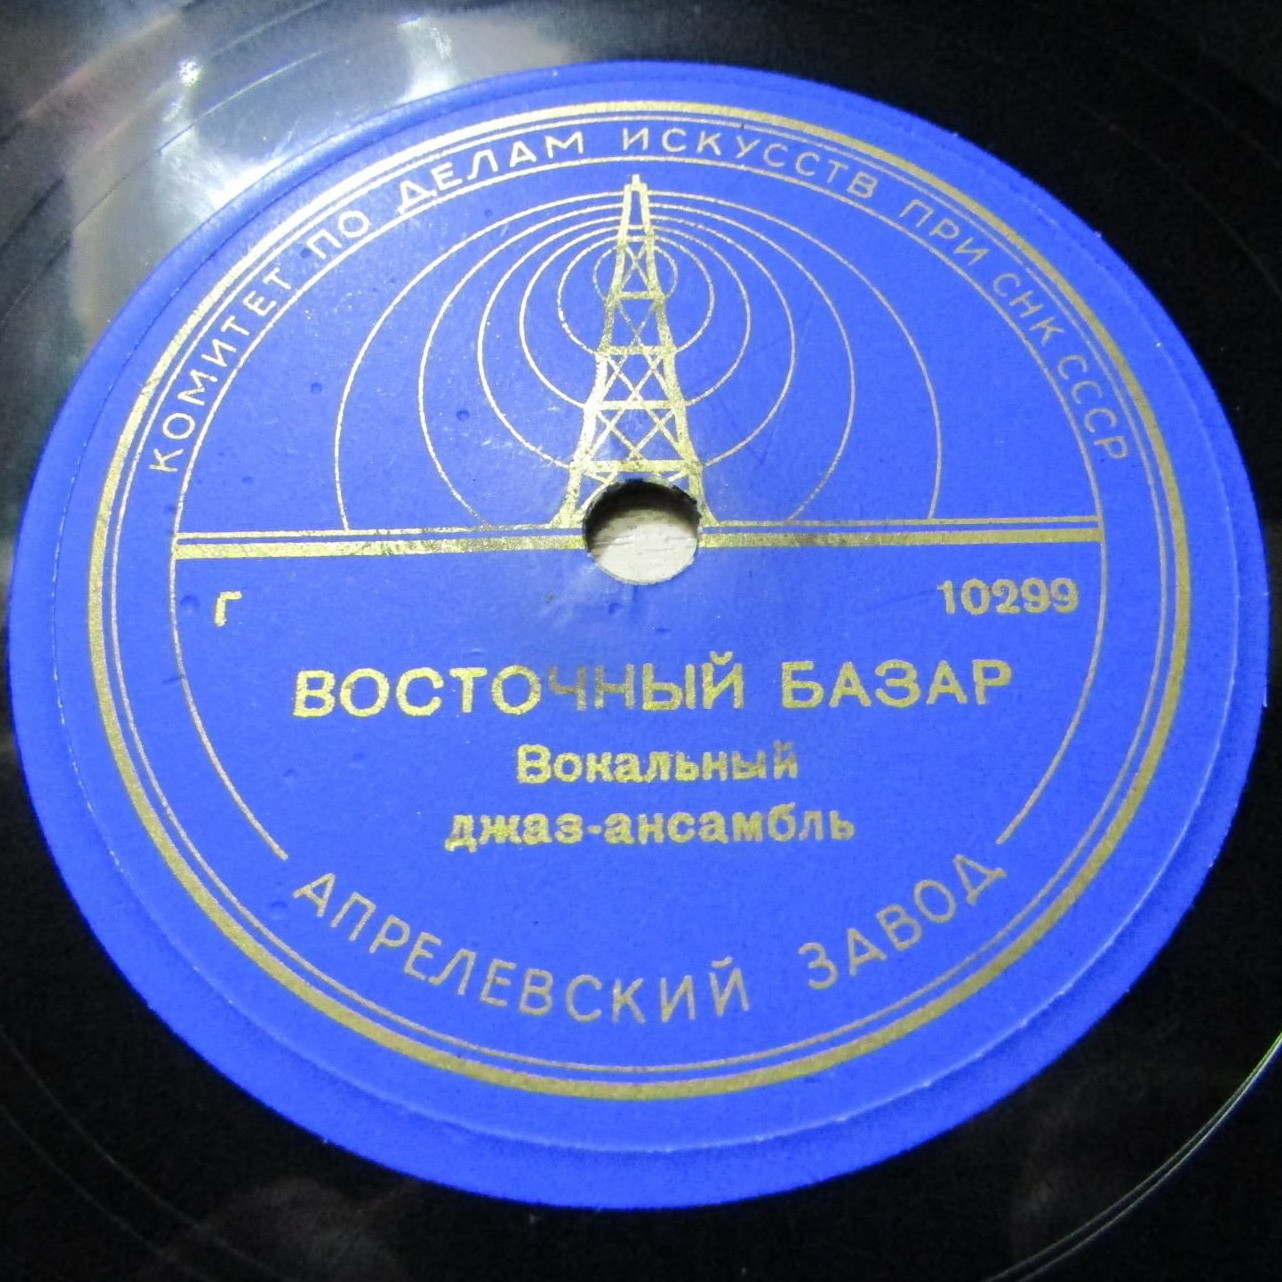 КОМИТЕТ ПО ДЕЛАМ ИСКУССТВ ПРИ СНК СССР
Г 10299
ВОСТОЧНЫЙ БАЗАР
Вокальный
джаз-ансамбль
АПРЕЛЕВСКИЙ ЗАВОД